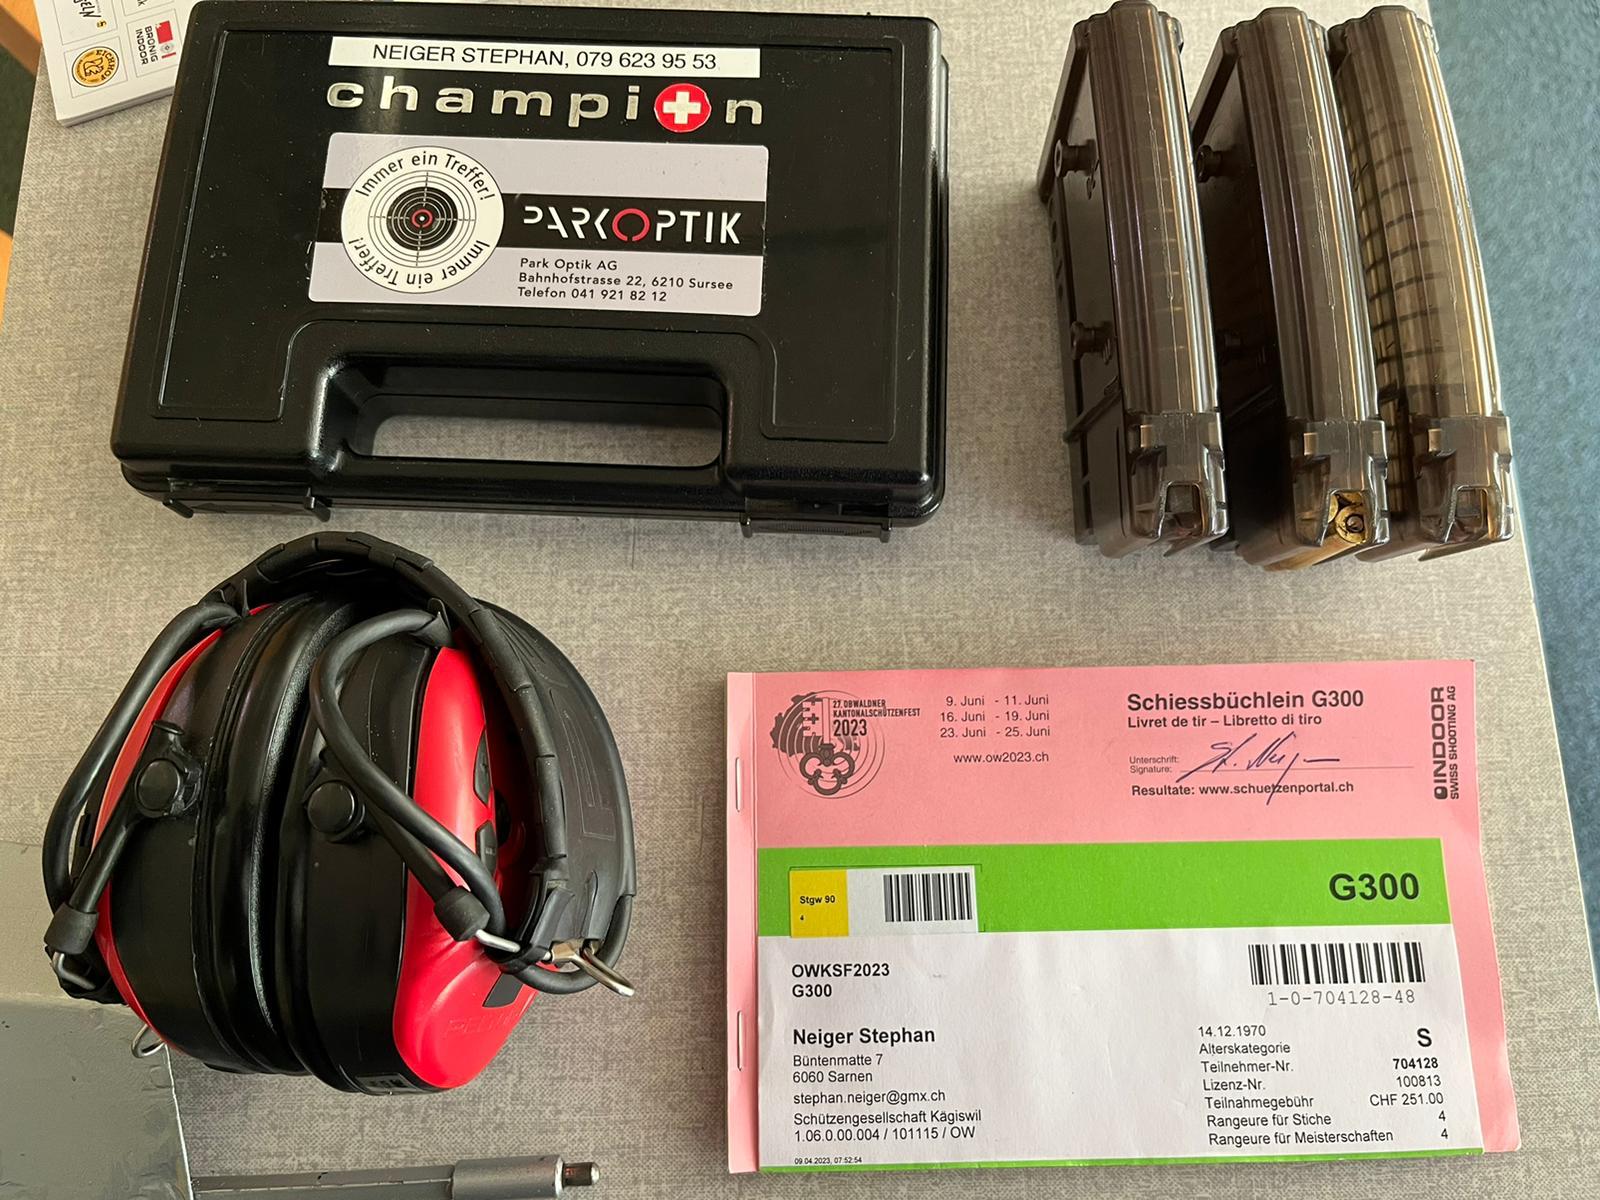 BRÜNIG
INDOOR
EICHHOF
NEIGER STEPHAN, 079 623 95 53
champion
Immer ein Treffer!
Immer ein Treffer!
PARKOPTIK
Park Optik AG
Bahnhofstrasse 22, 6210 Sursee
Telefon 041 921 82 12
27. OBWALDNER
KANTONALSCHÜTZENFEST
2023
9. Juni - 11. Juni
16. Juni - 19. Juni
23. Juni - 25. Juni
www.ow2023.ch
Schiessbüchlein G300
Livret de tir – Libretto di tiro
Unterschrift:
Signature:
Resultate: www.schuetzenportal.ch
INDOOR
SWISS SHOOTING AG
G300
Stgw 90
4
OWKSF2023
G300
1-0-704128-48
Neiger Stephan
Büntenmatte 7
6060 Sarnen
stephan.neiger@gmx.ch
Schützengesellschaft Kägiswil
1.06.0.00.004 / 101115 / OW
09.04.2023, 07:52:54
14.12.1970
Alterskategorie S
Teilnehmer-Nr. 704128
Lizenz-Nr. 100813
Teilnahmegebühr CHF 251.00
Rangeure für Stiche 4
Rangeure für Meisterschaften 4